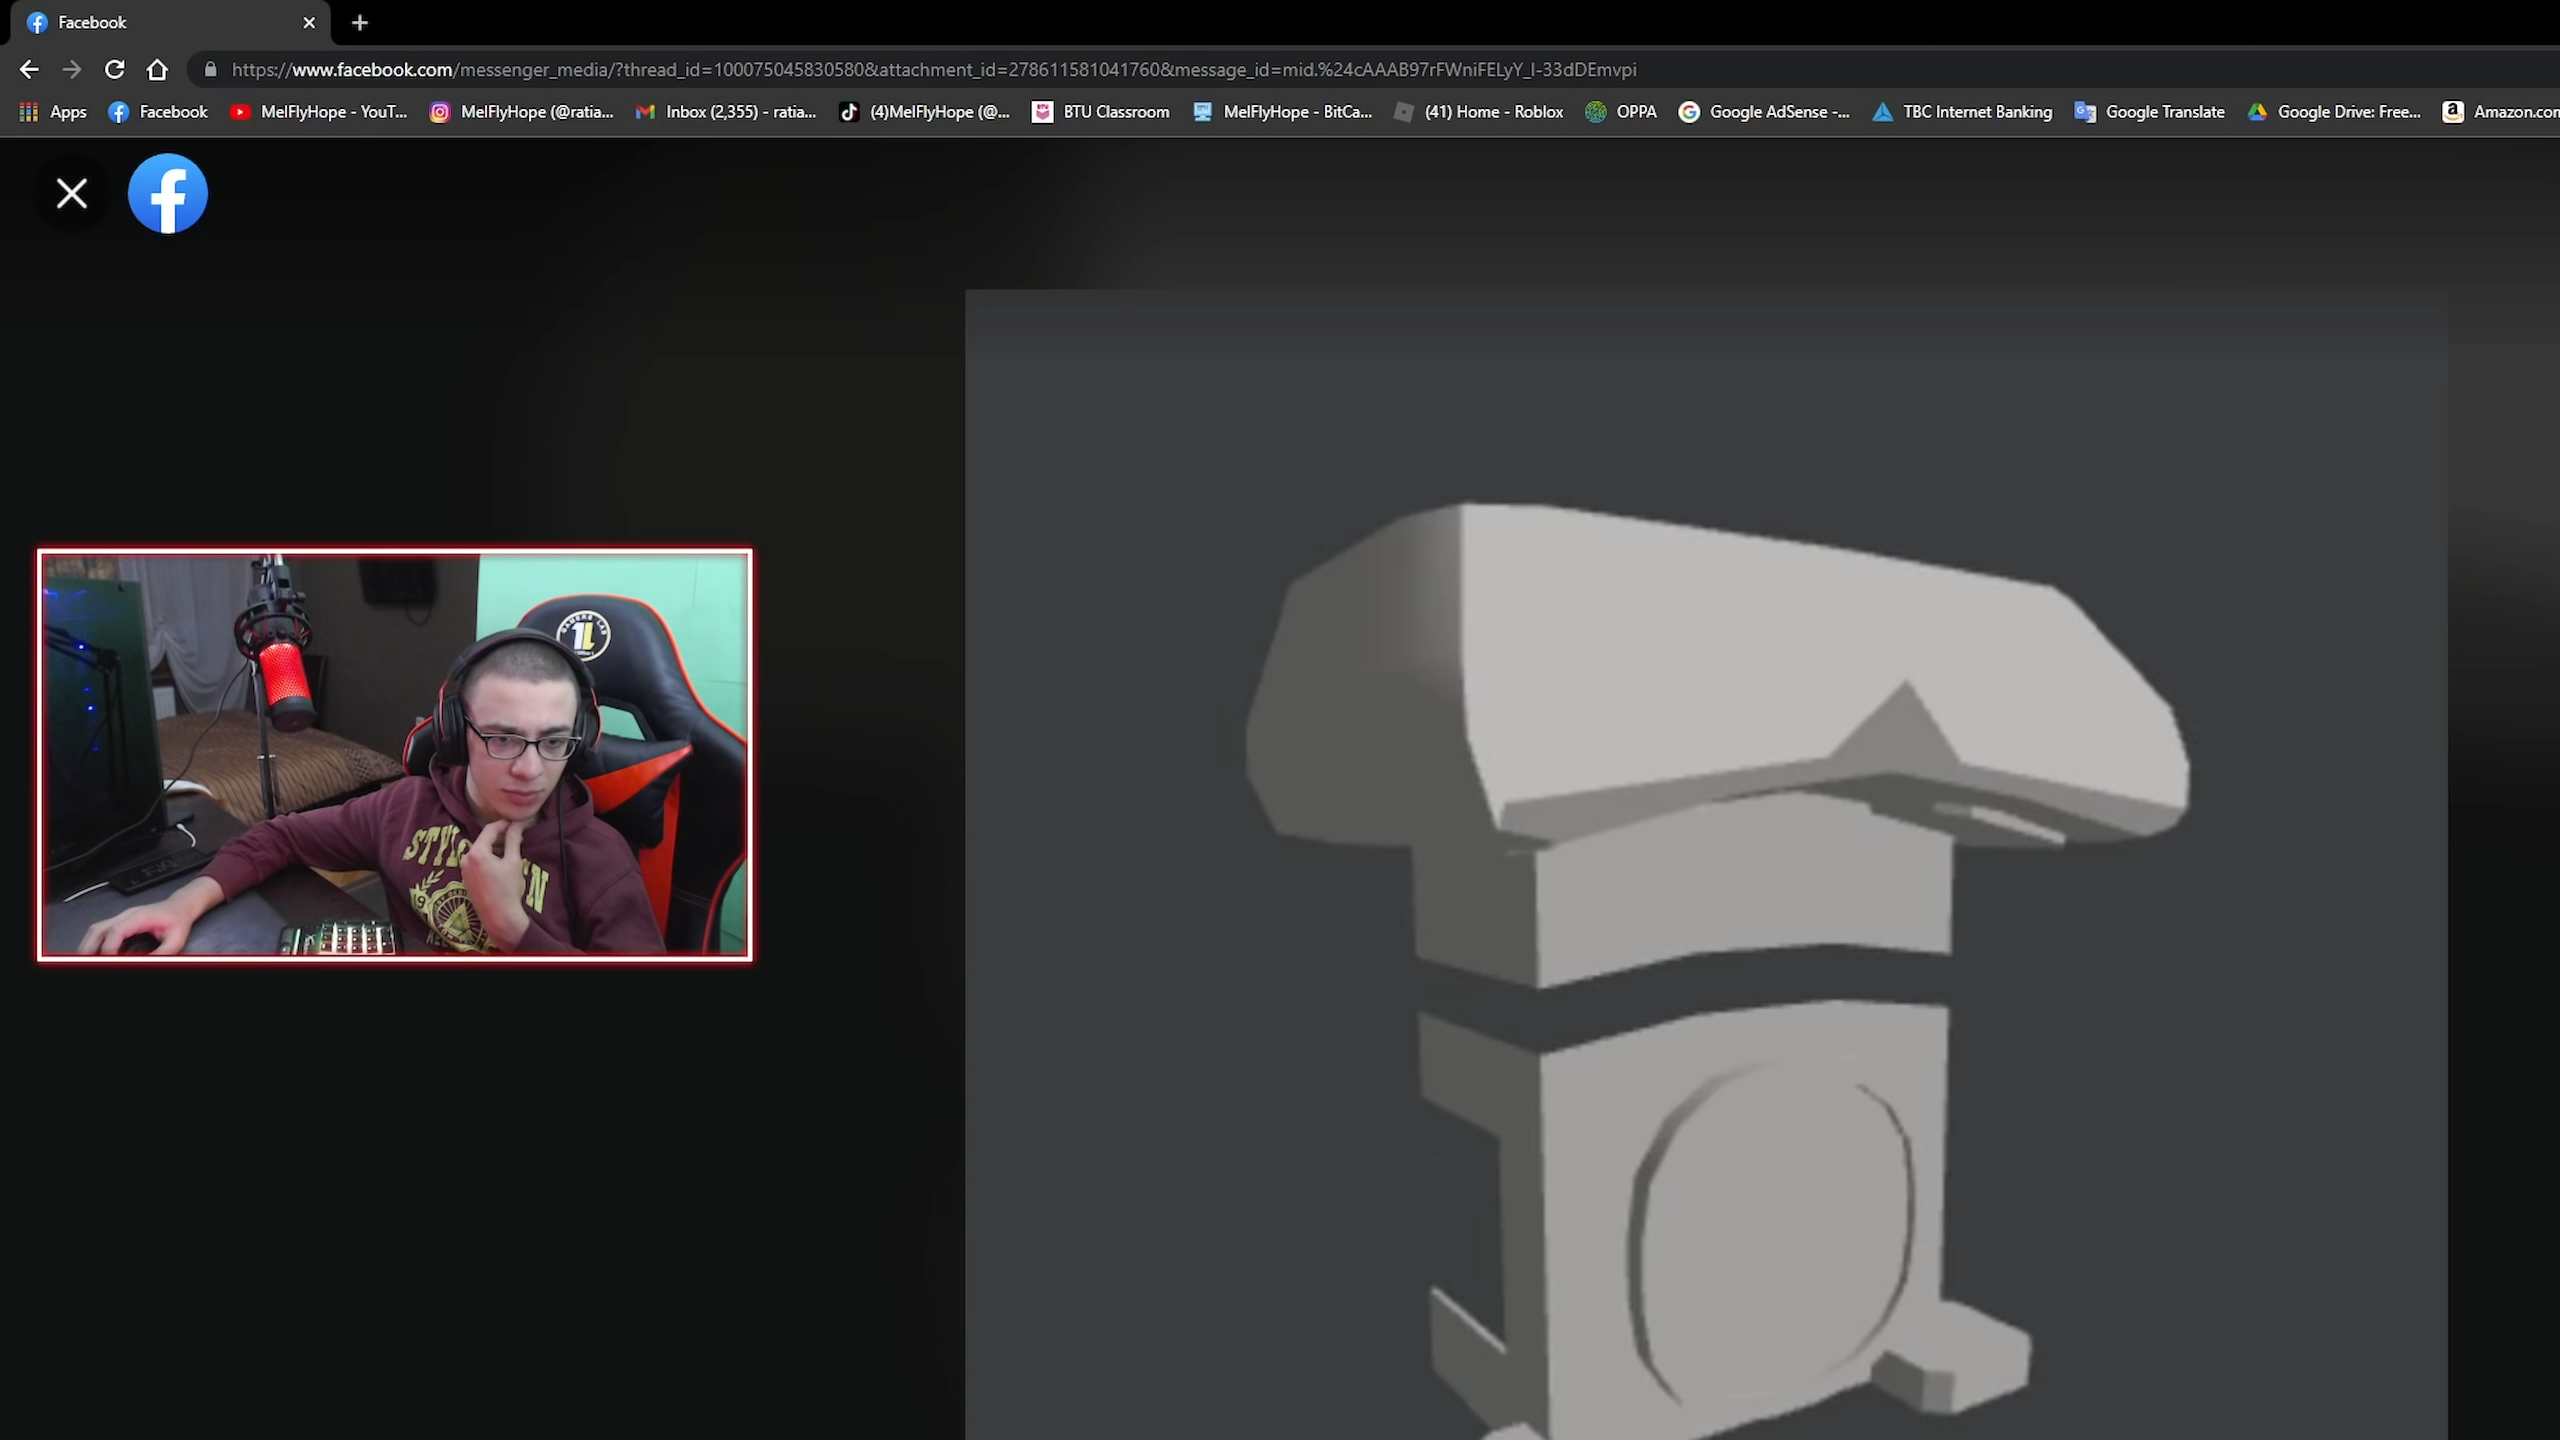 Facebook
https://www.facebook.com/messenger_media/?thread_id=100075045830580&attachment_id=278611581041760&message_id=mid.%24cAAAB97rFWniFELyY_I-33dDEmvpi
Apps Facebook MelFlyHope - YouT... MelFlyHope (@ratia... Inbox (2,355) - ratia... (4)MelFlyHope (@... BTU Classroom MelFlyHope - BitCa... (41) Home - Roblox OPPA Google AdSense -... TBC Internet Banking Google Translate Google Drive: Free... Amazon.com